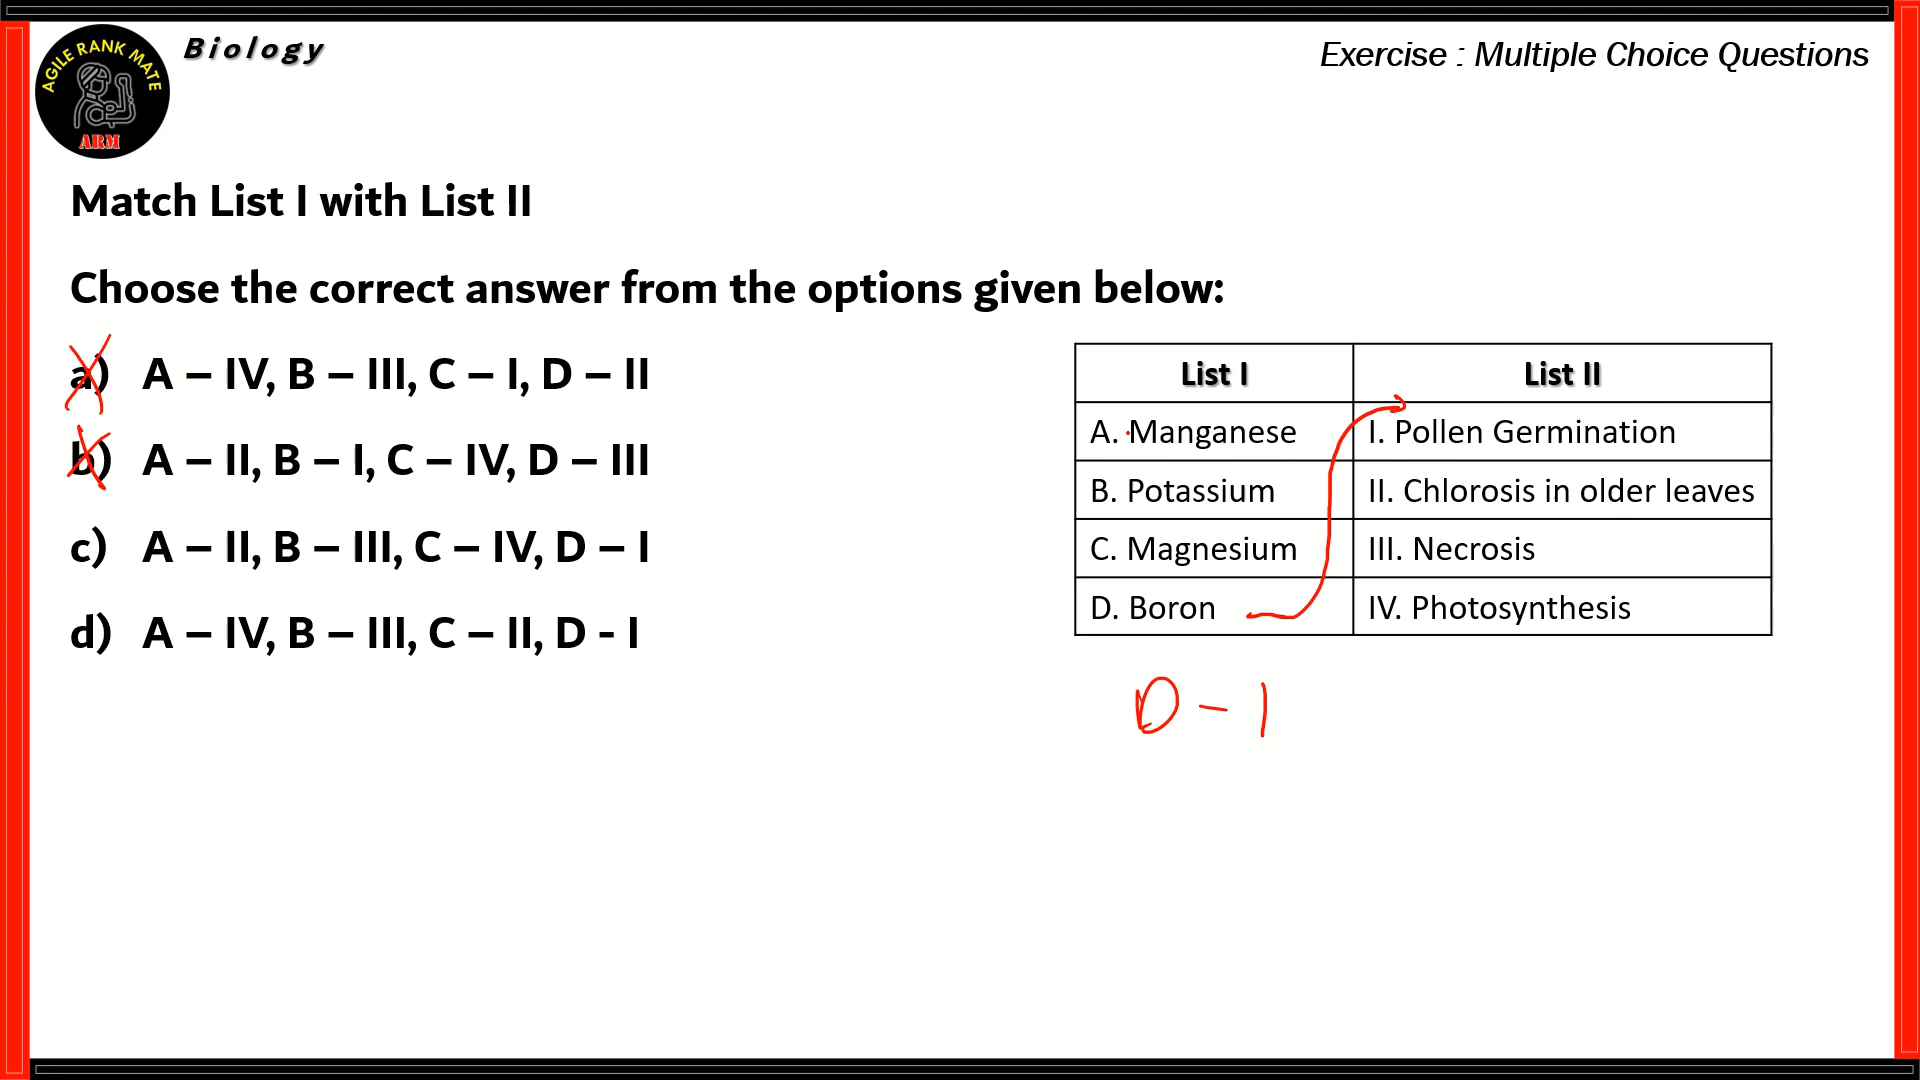 AGILE RANK MATE
ARM
Biology
Exercise : Multiple Choice Questions
Match List I with List II
Choose the correct answer from the options given below:
a) A – IV, B – III, C – I, D – II
b) A – II, B – I, C – IV, D – III
c) A – II, B – III, C – IV, D – I
d) A – IV, B – III, C – II, D - I
List I List II
A. Manganese I. Pollen Germination
B. Potassium II. Chlorosis in older leaves
C. Magnesium III. Necrosis
D. Boron IV. Photosynthesis
D – I